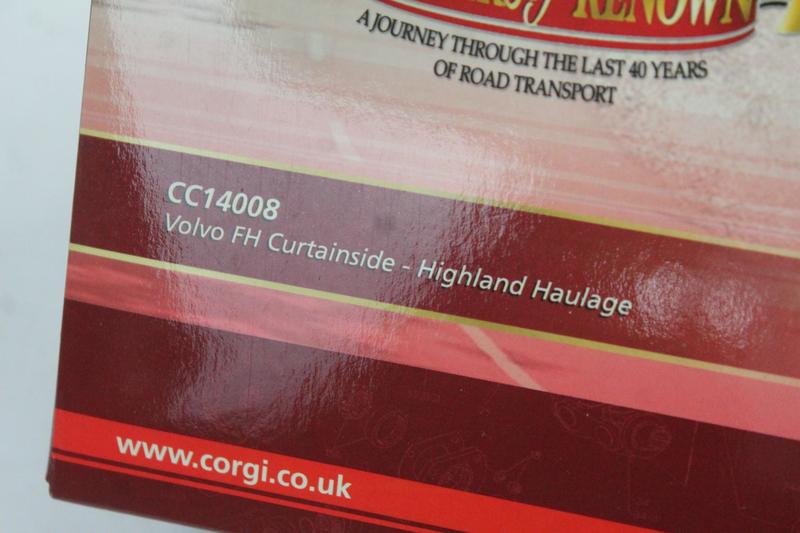 RENOWN
A JOURNEY THROUGH THE LAST 40 YEARS
OF ROAD TRANSPORT
CC14008
Volvo FH Curtainside - Highland Haulage
www.corgi.co.uk